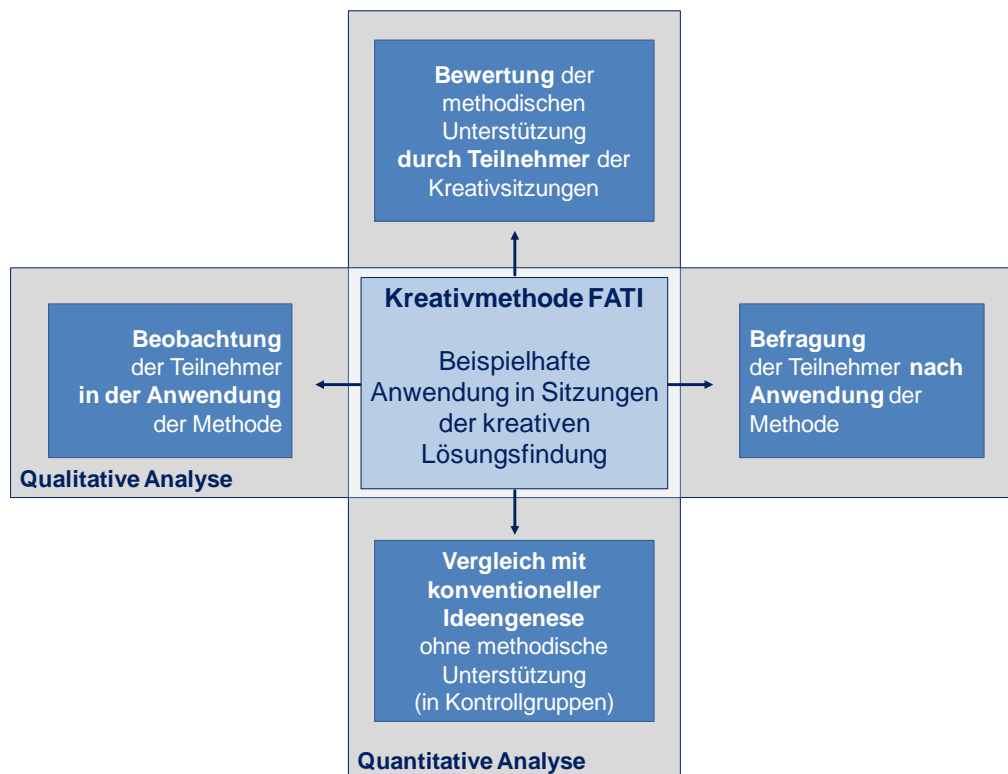 Bewertung der
methodischen
Unterstützung
durch Teilnehmer der
Kreativsitzungen
Kreativmethode FATI
Beispielhafte
Anwendung in Sitzungen
der kreativen
Lösungsfindung
Beobachtung
der Teilnehmer
in der Anwendung
der Methode
Befragung
der Teilnehmer nach
Anwendung der
Methode
Qualitative Analyse
Vergleich mit
konventioneller
Ideengenese
ohne methodische
Unterstützung
(in Kontrollgruppen)
Quantitative Analyse